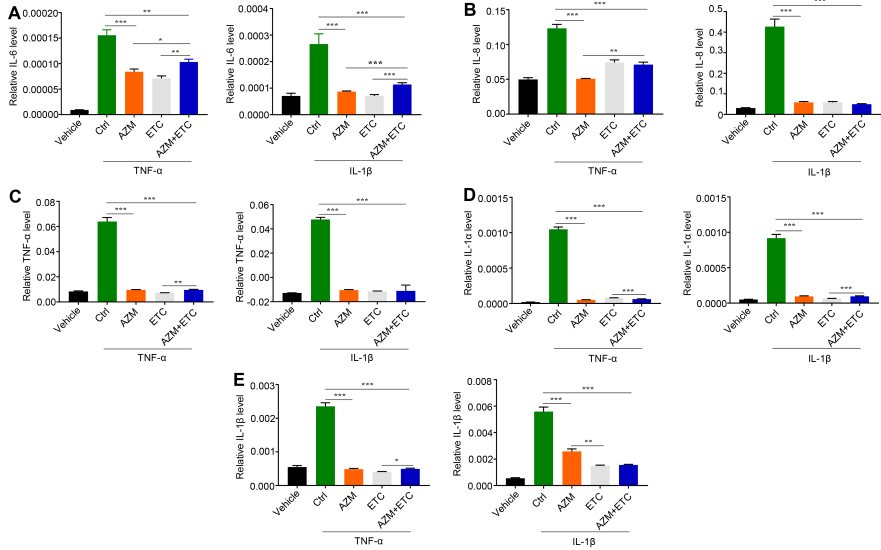 A
Relative IL-6 level
0.00020
0.00015
0.00010
0.00005
0.00000
**
***
*
**
Vehicle
Ctrl
AZM
ETC
AZM+ETC
TNF-α
Relative IL-6 level
0.0004
0.0003
0.0002
0.0001
0.0000
***
***
***
***
Vehicle
Ctrl
AZM
ETC
AZM+ETC
IL-1β
B
Relative IL-8 level
0.15
0.10
0.05
0.00
***
***
**
Vehicle
Ctrl
AZM
ETC
AZM+ETC
TNF-α
Relative IL-8 level
0.5
0.4
0.3
0.2
0.1
0
***
***
Vehicle
Ctrl
AZM
ETC
AZM+ETC
IL-1β
C
Relative TNF-α level
0.08
0.06
0.04
0.02
0.00
***
***
**
Vehicle
Ctrl
AZM
ETC
AZM+ETC
TNF-α
Relative TNF-α level
0.06
0.04
0.02
0.00
-0.02
***
***
Vehicle
Ctrl
AZM
ETC
AZM+ETC
IL-1β
D
Relative IL-1α level
0.0015
0.0010
0.0005
0.0000
***
***
***
Vehicle
Ctrl
AZM
ETC
AZM+ETC
TNF-α
Relative IL-1α level
0.0015
0.0010
0.0005
0.0000
***
***
***
Vehicle
Ctrl
AZM
ETC
AZM+ETC
IL-1β
E
Relative IL-1β level
0.003
0.002
0.001
0.000
***
***
*
Vehicle
Ctrl
AZM
ETC
AZM+ETC
TNF-α
Relative IL-1β level
0.008
0.006
0.004
0.002
0.000
***
***
**
Vehicle
Ctrl
AZM
ETC
AZM+ETC
IL-1β